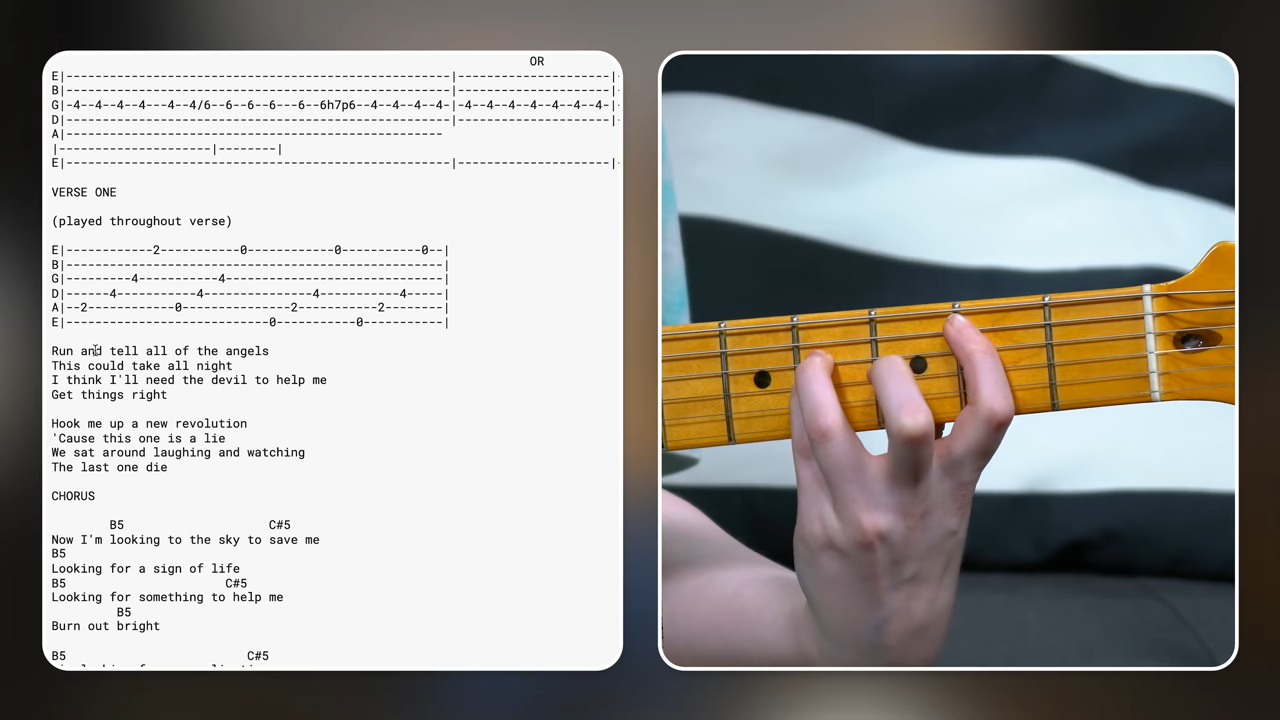 OR
E|-----------------------------------------------------|---------------------|-
B|-----------------------------------------------------|---------------------|
G|-4--4--4--4---4--4/6--6--6--6---6--6h7p6--4--4--4--4-|-4--4--4--4--4--4--4-|
D|-----------------------------------------------------|---------------------|-
A|----------------------------------------------------
|---------------------|--------|
E|-----------------------------------------------------|---------------------|-
VERSE ONE
(played throughout verse)
E|------------2-----------0------------0-----------0--|
B|----------------------------------------------------|
G|---------4-----------4------------------------------|
D|------4-----------4---------------4-----------4-----|
A|--2------------0---------------2-----------2--------|
E|----------------------------0-----------0-----------|
Run and tell all of the angels
This could take all night
I think I'll need the devil to help me
Get things right
Hook me up a new revolution
'Cause this one is a lie
We sat around laughing and watching
The last one die
CHORUS
B5                    C#5
Now I'm looking to the sky to save me
B5
Looking for a sign of life
B5                      C#5
Looking for something to help me
B5
Burn out bright
B5                         C#5